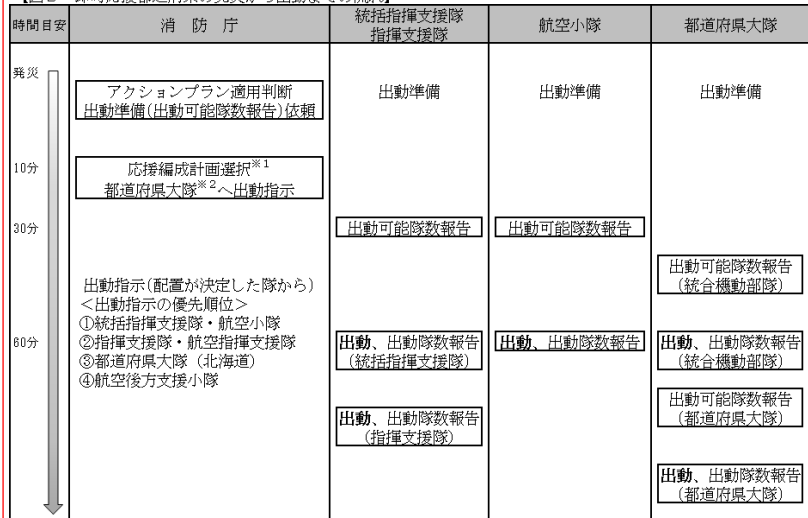 時間目安
消 防 庁
統括指揮支援隊
指揮支援隊
航空小隊
都道府県大隊
発災
アクションプラン適用判断
出動準備(出動可能隊数報告)依頼
出動準備
出動準備
出動準備
10分
応援編成計画選択※1
都道府県大隊※2へ出動指示
30分
出動可能隊数報告
出動可能隊数報告
出動可能隊数報告
(統合機動部隊)
出動指示(配置が決定した隊から)
<出動指示の優先順位>
①統括指揮支援隊・航空小隊
②指揮支援隊・航空指揮支援隊
③都道府県大隊（北海道）
④航空後方支援小隊
60分
出動、出動隊数報告
(統括指揮支援隊)
出動、出動隊数報告
出動、出動隊数報告
(統合機動部隊)
出動可能隊数報告
(都道府県大隊)
出動、出動隊数報告
(指揮支援隊)
出動、出動隊数報告
(都道府県大隊)